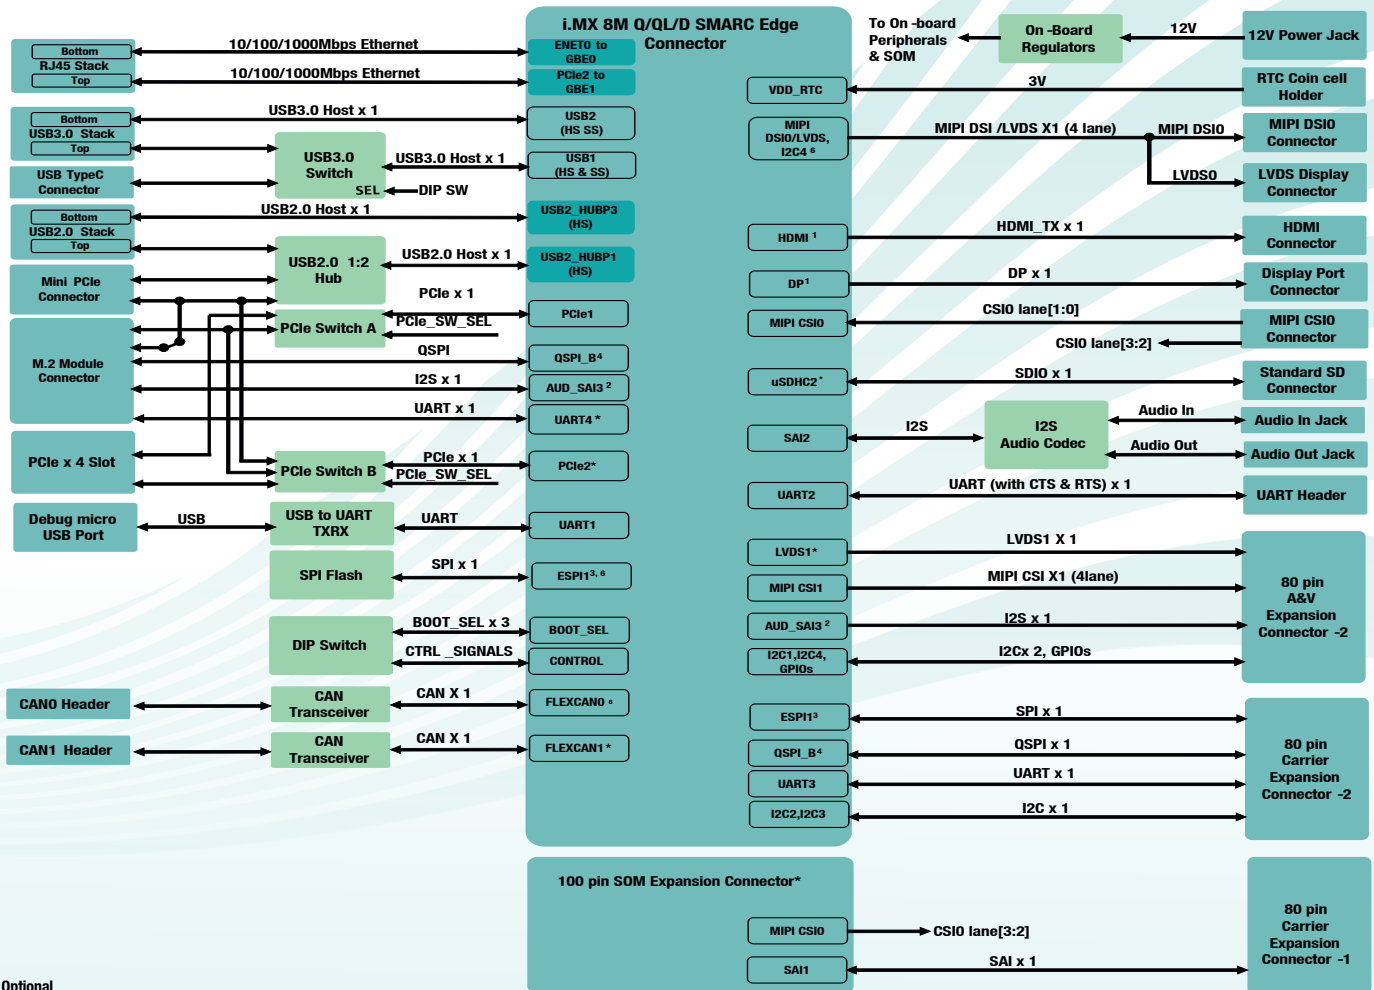 i.MX 8M Q/QL/D SMARC Edge
Connector
Bottom
RJ45 Stack
Top
10/100/1000Mbps Ethernet
ENET0 to
GBE0
10/100/1000Mbps Ethernet
PCIe2 to
GBE1
Bottom
USB3.0 Stack
Top
USB3.0 Host x 1
USB2
(HS SS)
USB TypeC
Connector
USB3.0
Switch
SEL
USB3.0 Host x 1
DIP SW
USB1
(HS & SS)
Bottom
USB2.0 Stack
Top
USB2.0 Host x 1
USB2_HUBP3
(HS)
Mini PCIe
Connector
USB2.0 1:2
Hub
USB2.0 Host x 1
USB2_HUBP1
(HS)
PCIe x 1
PCIe Switch A
PCIe_SW_SEL
PCIe1
M.2 Module
Connector
QSPI
QSPI_B4
I2S x 1
AUD_SAI3 2
UART x 1
UART4 *
PCIe x 4 Slot
PCIe Switch B
PCIe x 1
PCIe_SW_SEL
PCIe2*
Debug micro
USB Port
USB
USB to UART
TXRX
UART
UART1
SPI Flash
SPI x 1
ESPI13, 6
DIP Switch
BOOT_SEL x 3
BOOT_SEL
CTRL _SIGNALS
CONTROL
CAN0 Header
CAN
Transceiver
CAN X 1
FLEXCAN0 6
CAN1 Header
CAN
Transceiver
CAN X 1
FLEXCAN1 *
To On -board
Peripherals
& SOM
On -Board
Regulators
12V
12V Power Jack
VDD_RTC
3V
RTC Coin cell
Holder
MIPI
DSI0/LVDS,
I2C4 6
MIPI DSI /LVDS X1 (4 lane)
MIPI DSI0
MIPI DSI0
Connector
LVDS0
LVDS Display
Connector
HDMI 1
HDMI_TX x 1
HDMI
Connector
DP1
DP x 1
Display Port
Connector
MIPI CSI0
CSI0 lane[1:0]
CSI0 lane[3:2]
MIPI CSI0
Connector
uSDHC2*
SDIO x 1
Standard SD
Connector
SAI2
I2S
I2S
Audio Codec
Audio In
Audio In Jack
Audio Out
Audio Out Jack
UART2
UART (with CTS & RTS) x 1
UART Header
LVDS1*
LVDS1 X 1
MIPI CSI1
MIPI CSI X1 (4lane)
AUD_SAI3 2
I2S x 1
I2C1,I2C4,
GPIOs
I2Cx 2, GPIOs
80 pin
A&V
Expansion
Connector -2
ESPI13
SPI x 1
QSPI_B4
QSPI x 1
UART3
UART x 1
I2C2,I2C3
I2C x 1
80 pin
Carrier
Expansion
Connector -2
100 pin SOM Expansion Connector*
MIPI CSI0
CSI0 lane[3:2]
SAI1
SAI x 1
80 pin
Carrier
Expansion
Connector -1
Optional